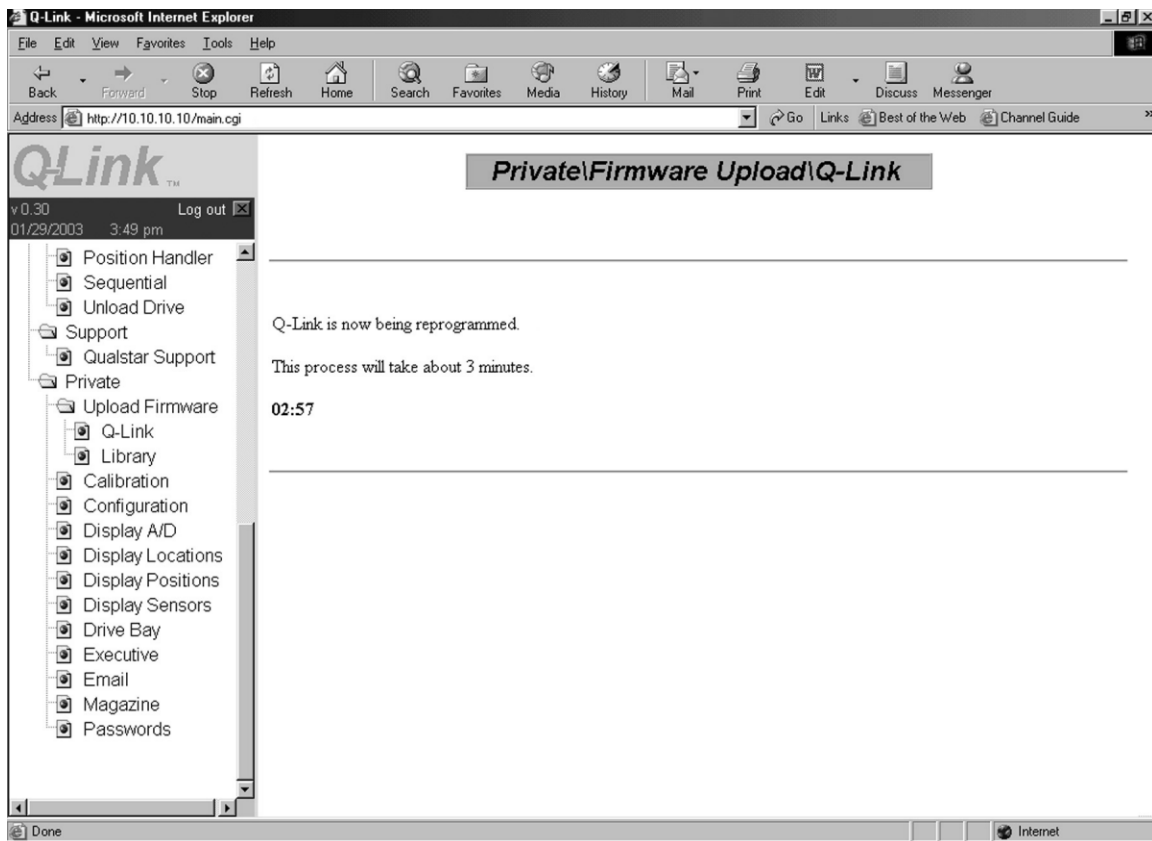 Q-Link - Microsoft Internet Explorer
File Edit View Favorites Tools Help
Back Forward Stop Refresh Home Search Favorites Media History Mail Print Edit Discuss Messenger
Address http://10.10.10.10/main.cgi Go Links Best of the Web Channel Guide »
Q-Link TM
v 0.30 Log out
01/29/2003 3:49 pm
Position Handler
Sequential
Unload Drive
Support
Qualstar Support
Private
Upload Firmware
Q-Link
Library
Calibration
Configuration
Display A/D
Display Locations
Display Positions
Display Sensors
Drive Bay
Executive
Email
Magazine
Passwords
Private\Firmware Upload\Q-Link
Q-Link is now being reprogrammed.
This process will take about 3 minutes.
02:57
Done Internet